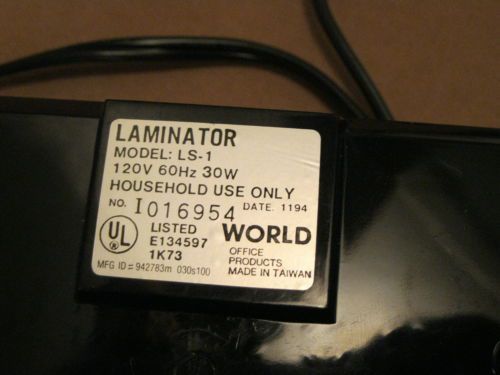 LAMINATOR
MODEL: LS-1
120V 60Hz 30W
HOUSEHOLD USE ONLY
NO. I016954 DATE. 1194
UL LISTED
E134597
1K73
WORLD
OFFICE
PRODUCTS
MADE IN TAIWAN
MFG ID = 942783m 030s100